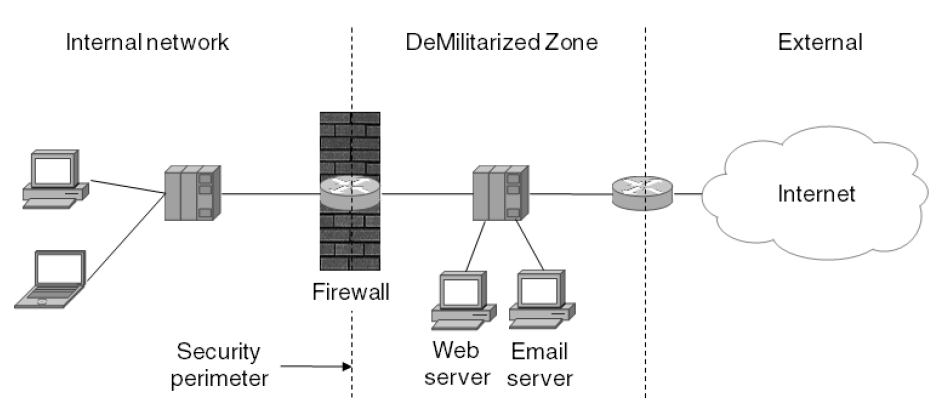 Internal network
DeMilitarized Zone
External
Internet
Firewall
Security
perimeter
Web
server
Email
server